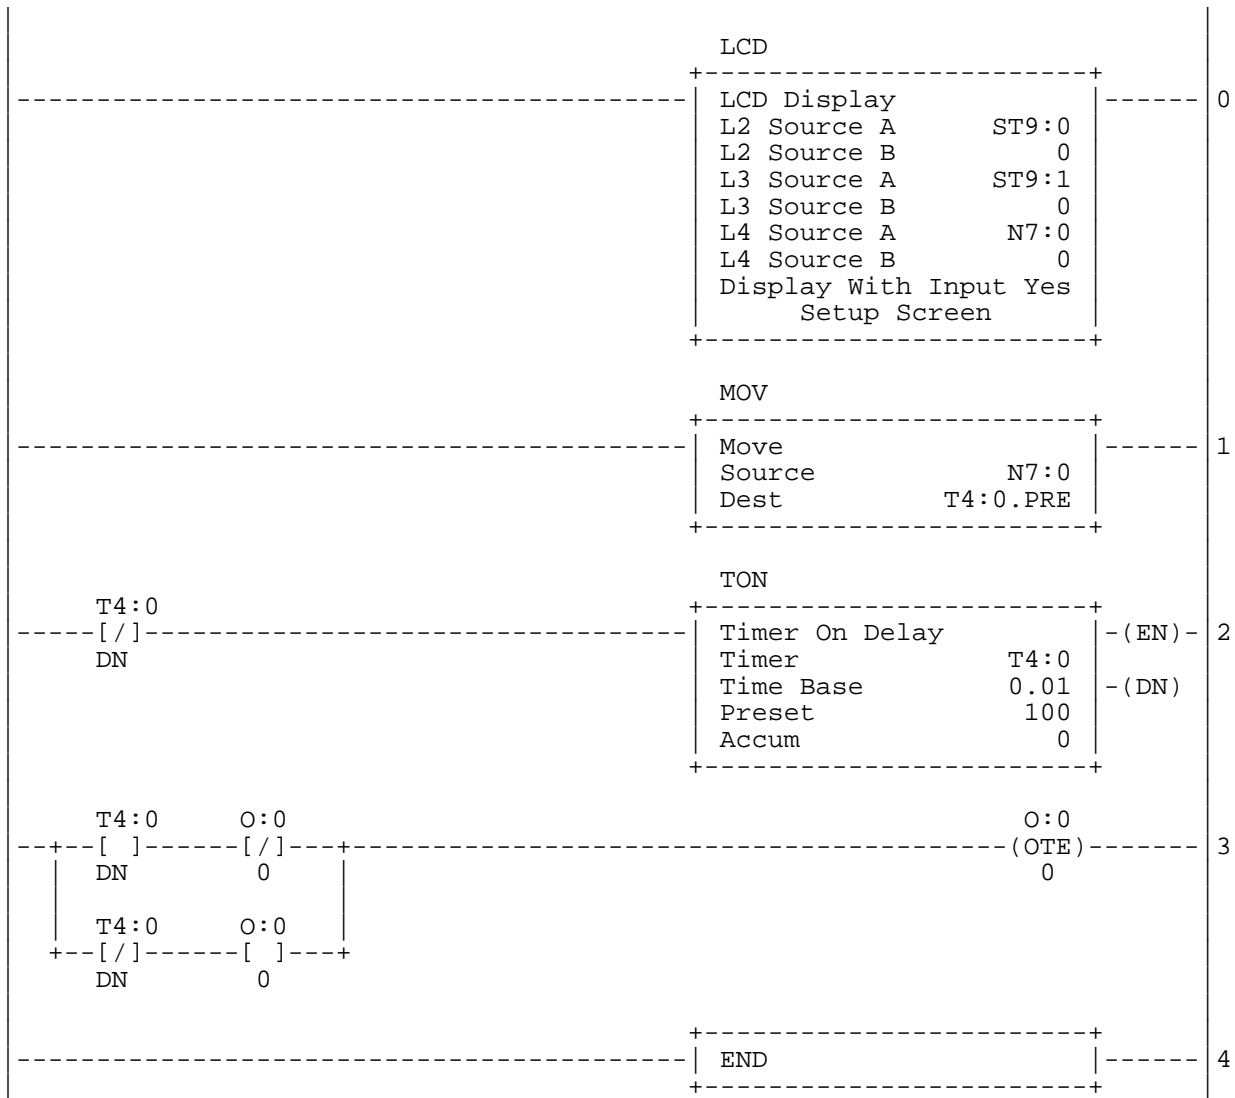 LCD
LCD Display 0
L2 Source A ST9:0
L2 Source B 0
L3 Source A ST9:1
L3 Source B 0
L4 Source A N7:0
L4 Source B 0
Display With Input Yes
Setup Screen
MOV
Move 1
Source N7:0
Dest T4:0.PRE
TON
T4:0
[/] Timer On Delay -(EN)- 2
DN Timer T4:0
Time Base 0.01 -(DN)
Preset 100
Accum 0
T4:0 O:0 O:0
[ ] [/] (OTE) 3
DN 0 0
T4:0 O:0
[/] [ ]
DN 0
END 4